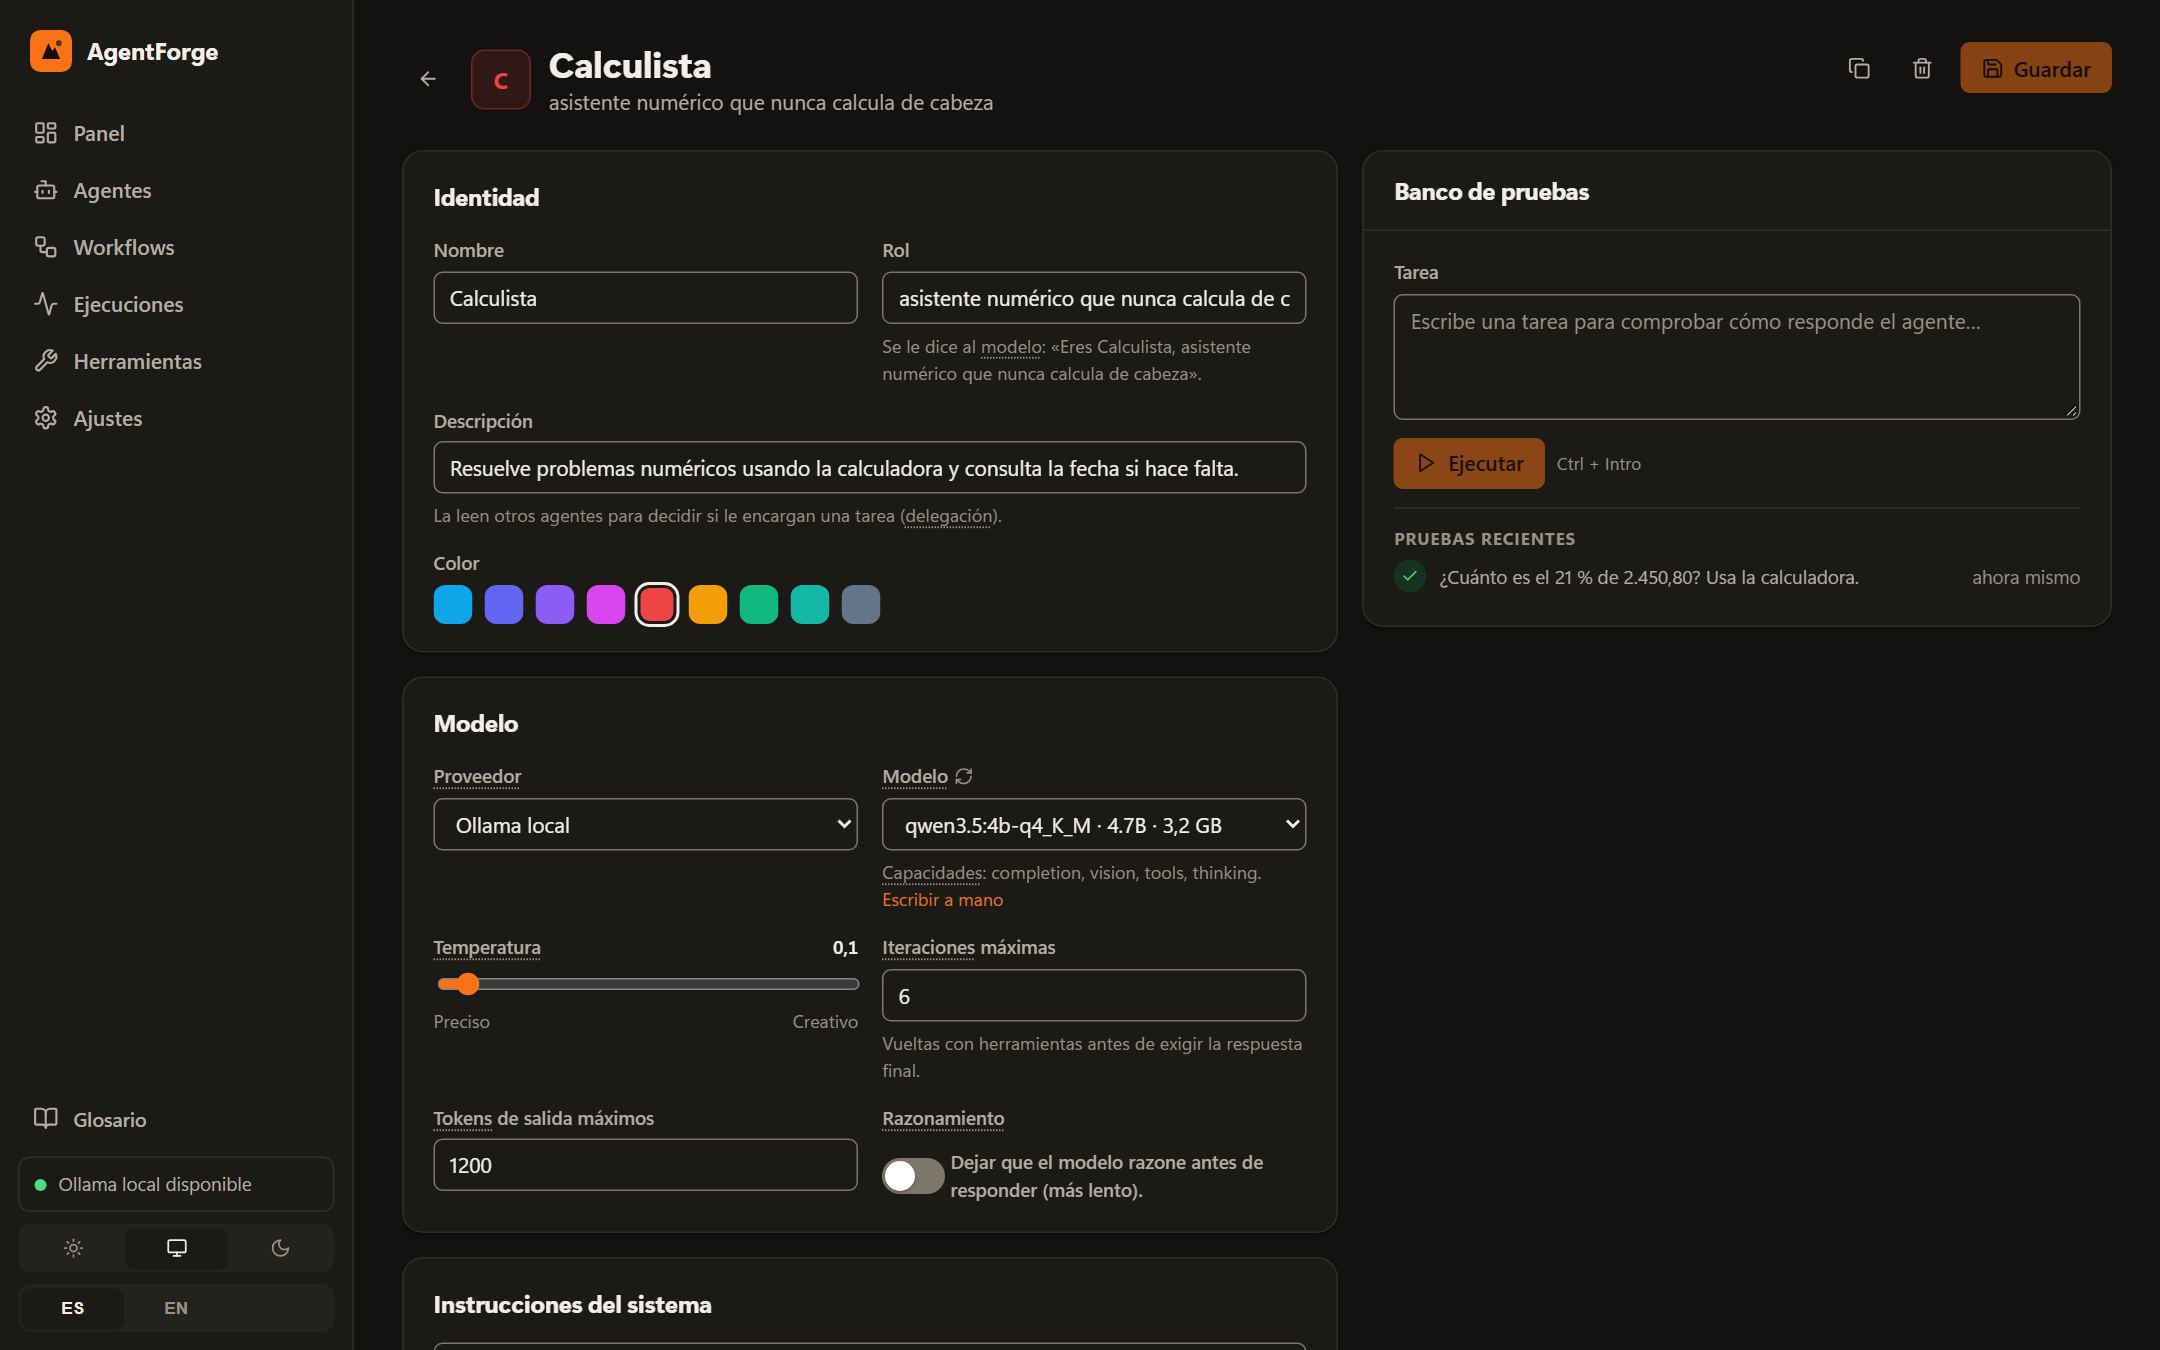 AgentForge
Panel
Agentes
Workflows
Ejecuciones
Herramientas
Ajustes
Glosario
Ollama local disponible
ES
EN
C
Calculista
asistente numérico que nunca calcula de cabeza
Guardar
Identidad
Nombre
Calculista
Rol
asistente numérico que nunca calcula de c
Se le dice al modelo: «Eres Calculista, asistente
numérico que nunca calcula de cabeza».
Descripción
Resuelve problemas numéricos usando la calculadora y consulta la fecha si hace falta.
La leen otros agentes para decidir si le encargan una tarea (delegación).
Color
Modelo
Proveedor
Ollama local
Modelo
qwen3.5:4b-q4_K_M · 4.7B · 3,2 GB
Capacidades: completion, vision, tools, thinking.
Escribir a mano
Temperatura
0,1
Preciso
Creativo
Iteraciones máximas
6
Vueltas con herramientas antes de exigir la respuesta
final.
Tokens de salida máximos
1200
Razonamiento
Dejar que el modelo razone antes de
responder (más lento).
Instrucciones del sistema
Banco de pruebas
Tarea
Escribe una tarea para comprobar cómo responde el agente...
Ejecutar
Ctrl + Intro
PRUEBAS RECIENTES
¿Cuánto es el 21 % de 2.450,80? Usa la calculadora.
ahora mismo